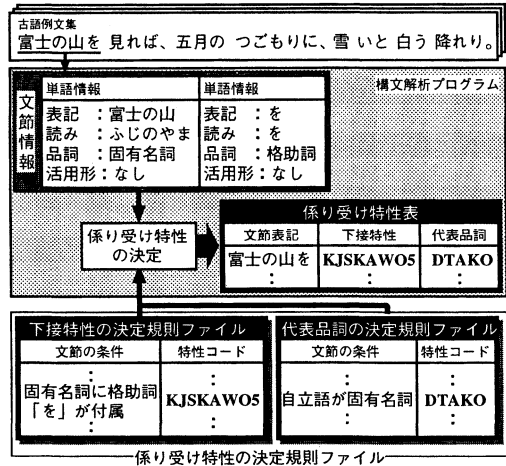 古語例文集
富士の山を 見れば、五月の つごもりに、雪 いと 白う 降れり。
構文解析プログラム
文節情報
単語情報 単語情報
表記 :富士の山 表記 :を
読み :ふじのやま 読み :を
品詞 :固有名詞 品詞 :格助詞
活用形:なし 活用形:なし
係り受け特性
の決定
係り受け特性表
文節表記 下接特性 代表品詞
富士の山を KJSKAWO5 DTAKO
: : :
下接特性の決定規則ファイル
文節の条件 特性コード
: :
固有名詞に格助詞
「を」が付属 KJSKAWO5
: :
代表品詞の決定規則ファイル
文節の条件 特性コード
: :
自立語が固有名詞 DTAKO
: :
係り受け特性の決定規則ファイル